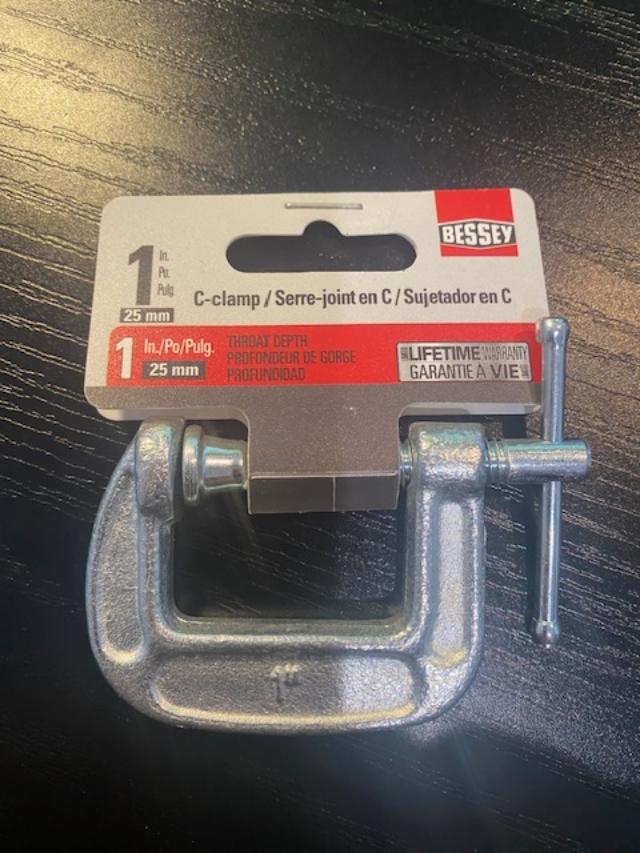 BESSEY
1 In.
Po.
Pulg.
25 mm
C-clamp / Serre-joint en C / Sujetador en C
1 In./Po/Pulg.
25 mm
THROAT DEPTH
PROFONDEUR DE GORGE
PROFUNDIDAD
LIFETIME WARRANTY
GARANTIE À VIE
1"